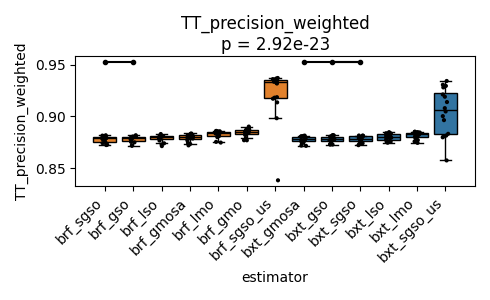 TT_precision_weighted
p = 2.92e-23
TT_precision_weighted
0.95
0.90
0.85
brf_sgso
brf_gso
brf_lso
brf_gmosa
brf_lmo
brf_gmo
brf_sgso_us
bxt_gmosa
bxt_gso
bxt_sgso
bxt_lso
bxt_lmo
bxt_sgso_us
estimator